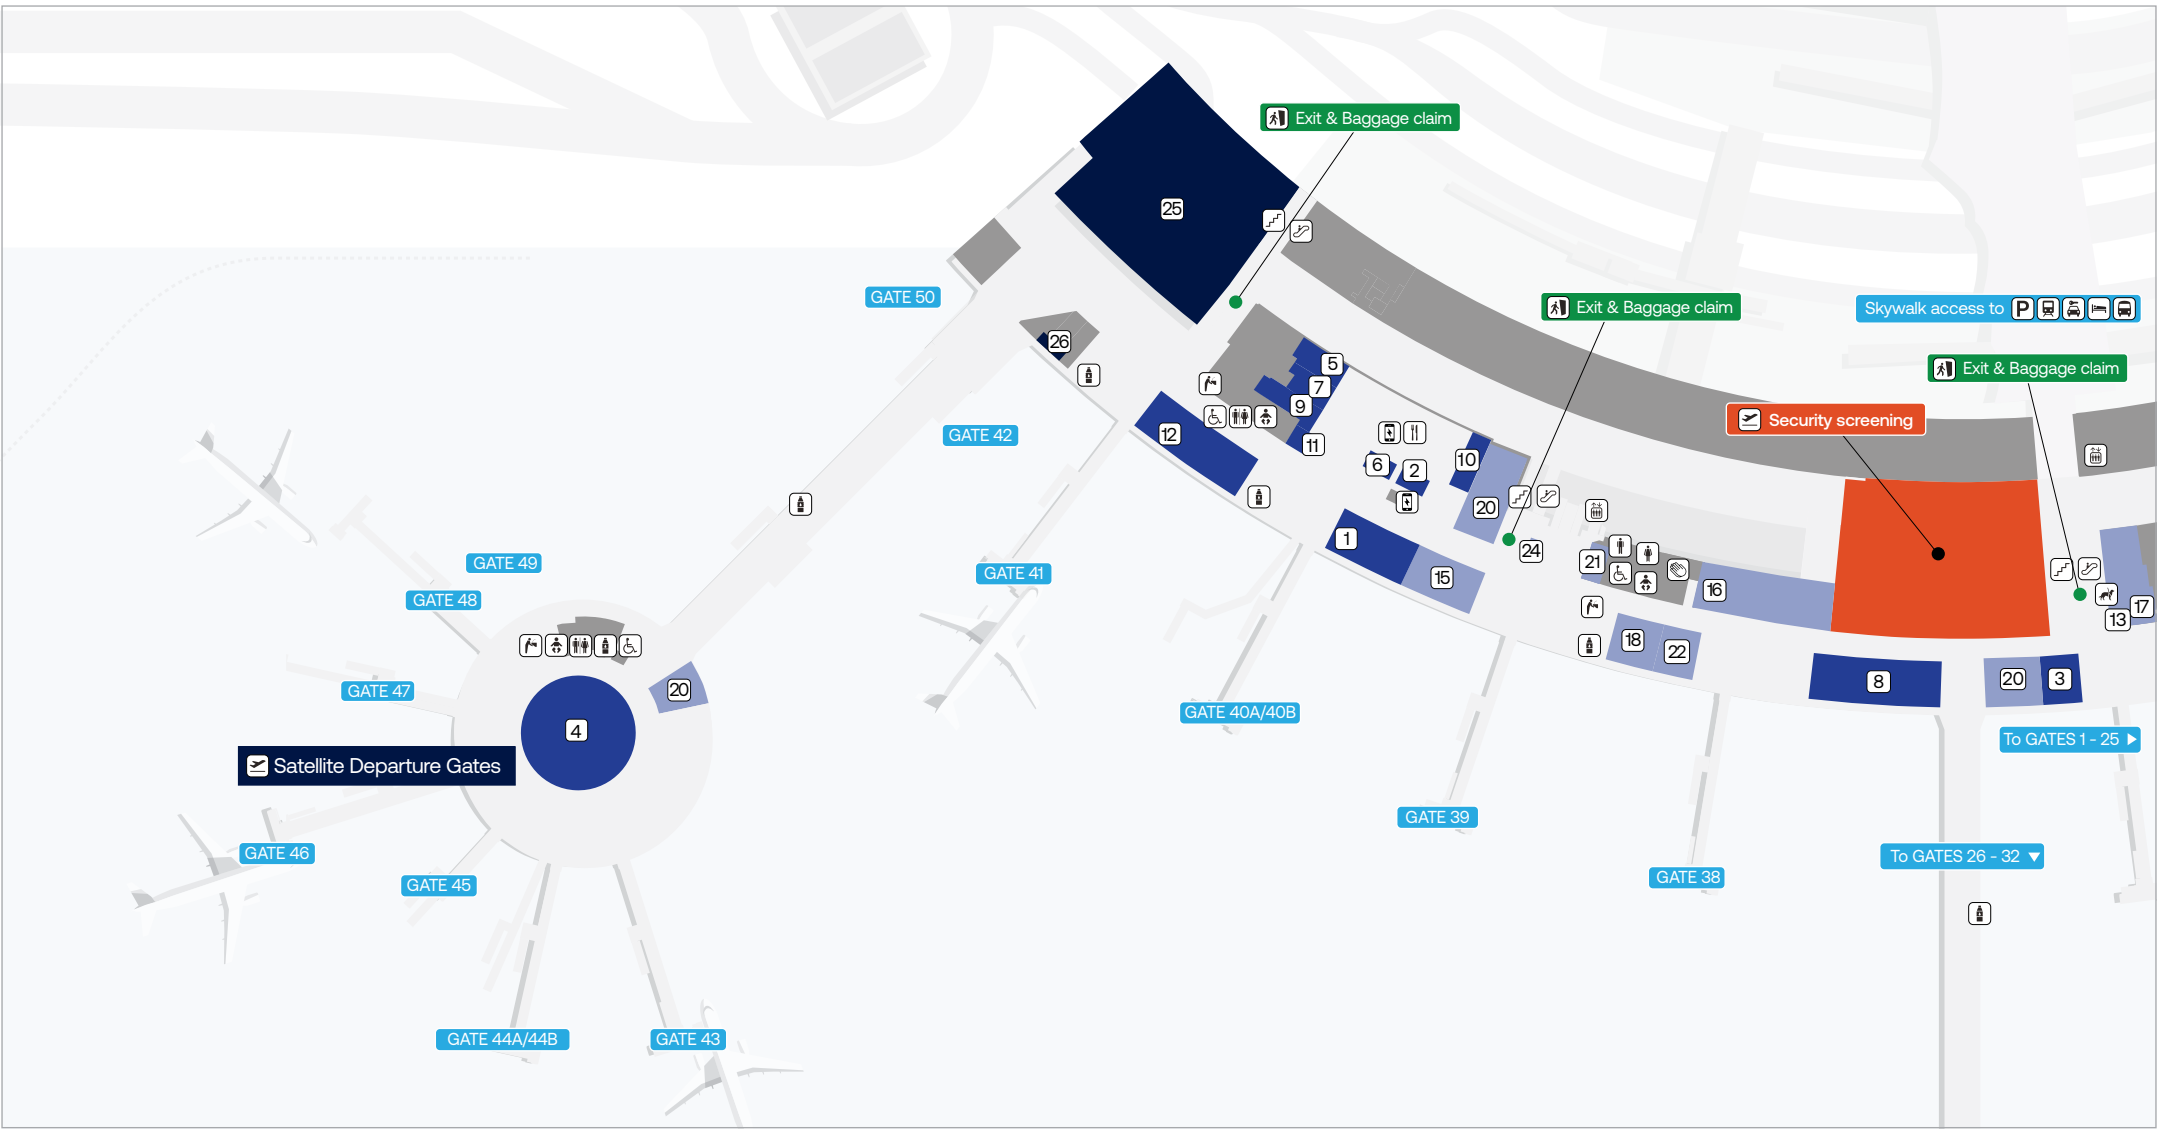 Exit & Baggage claim
25
GATE 50
Exit & Baggage claim
Skywalk access to P
26
5
7
9
11
Exit & Baggage claim
Security screening
GATE 42
12
6
2
10
20
1
24
15
21
16
GATE 49
GATE 48
GATE 41
18
22
17
13
20
8
20
3
GATE 47
4
GATE 40A/40B
Satellite Departure Gates
To GATES 1 - 25
GATE 39
GATE 46
GATE 45
GATE 38
To GATES 26 - 32
GATE 44A/44B
GATE 43